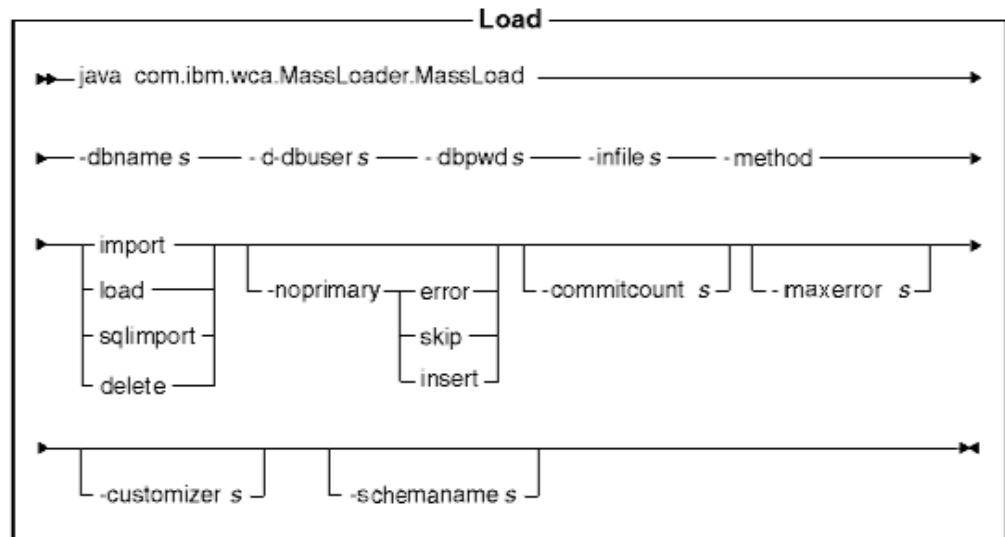 Load
java com.ibm.wca.MassLoader.MassLoad
-dbname s - d-dbuser s - dbpwd s -infile s -method
import
load
sqlimport
delete
-noprimary error
skip
insert
-commitcount s
-maxerror s
-customizer s -schemaname s